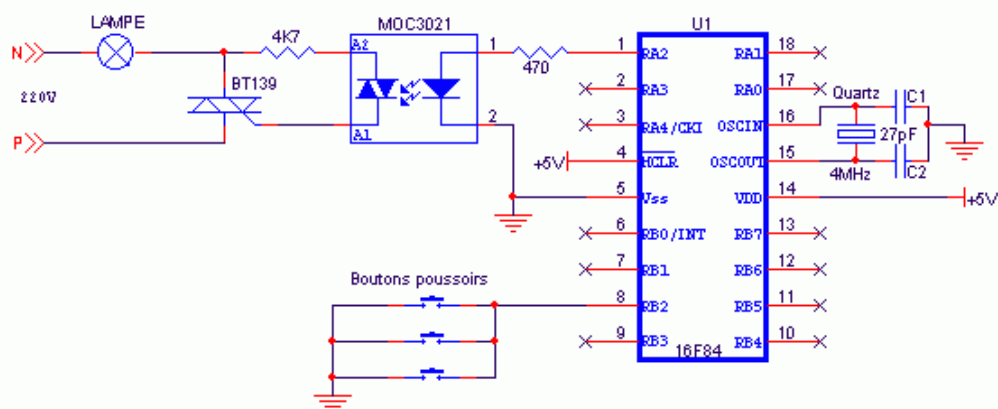 LAMPE
N
220V
P
4K7
BT139
MOC3021
A2
A1
1
2
470
U1
1 RA2
2 RA3
3 RA4/CKI
+5V 4 MCLR
5 Vss
6 RB0/INT
7 RB1
8 RB2
9 RB3
RA1 18
RA0 17
OSCIN 16
OSCOUT 15
VDD 14 +5V
RB7 13
RB6 12
RB5 11
RB4 10
16F84
Quartz
C1
27pF
4MHz
C2
Boutons poussoirs